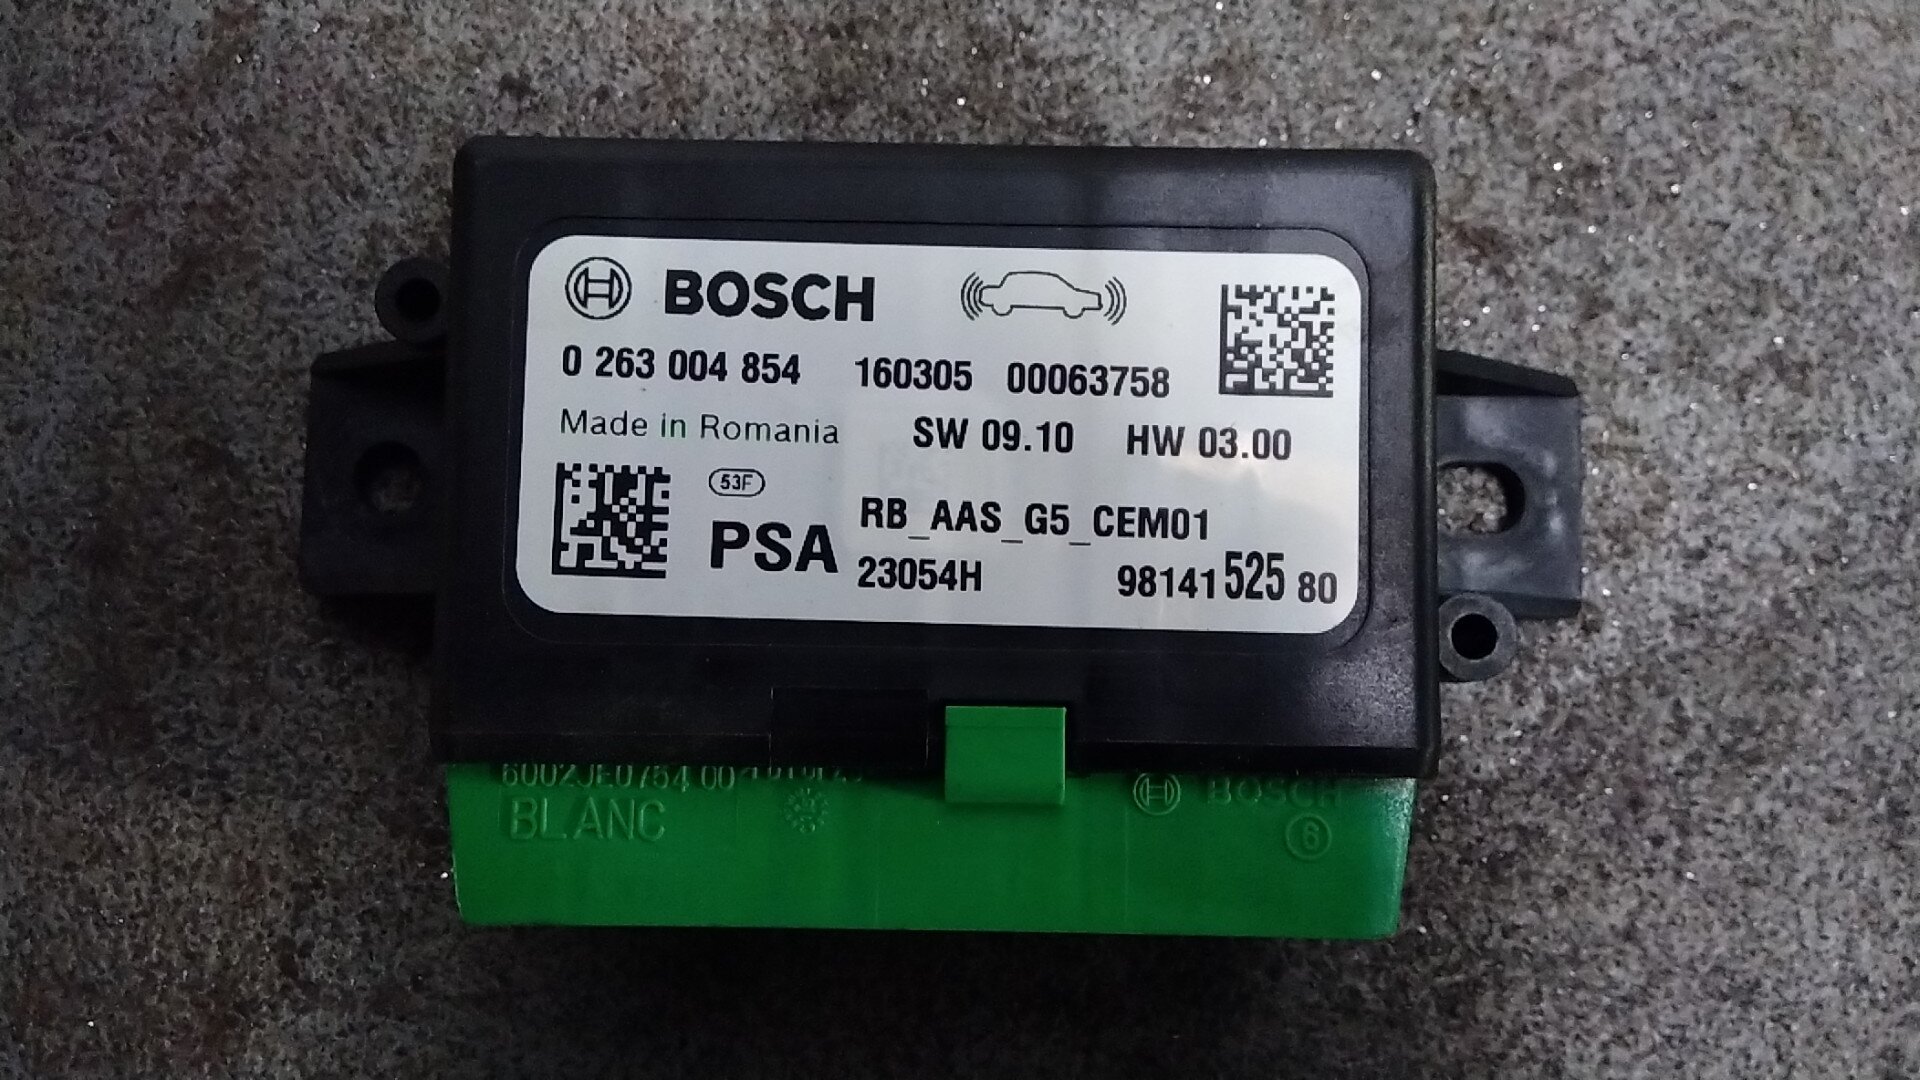 BOSCH
0 263 004 854 160305 00063758
Made in Romania SW 09.10 HW 03.00
53F
PSA RB_AAS_G5_CEM01
23054H 98141 525 80
BOSCH
BLANC
6